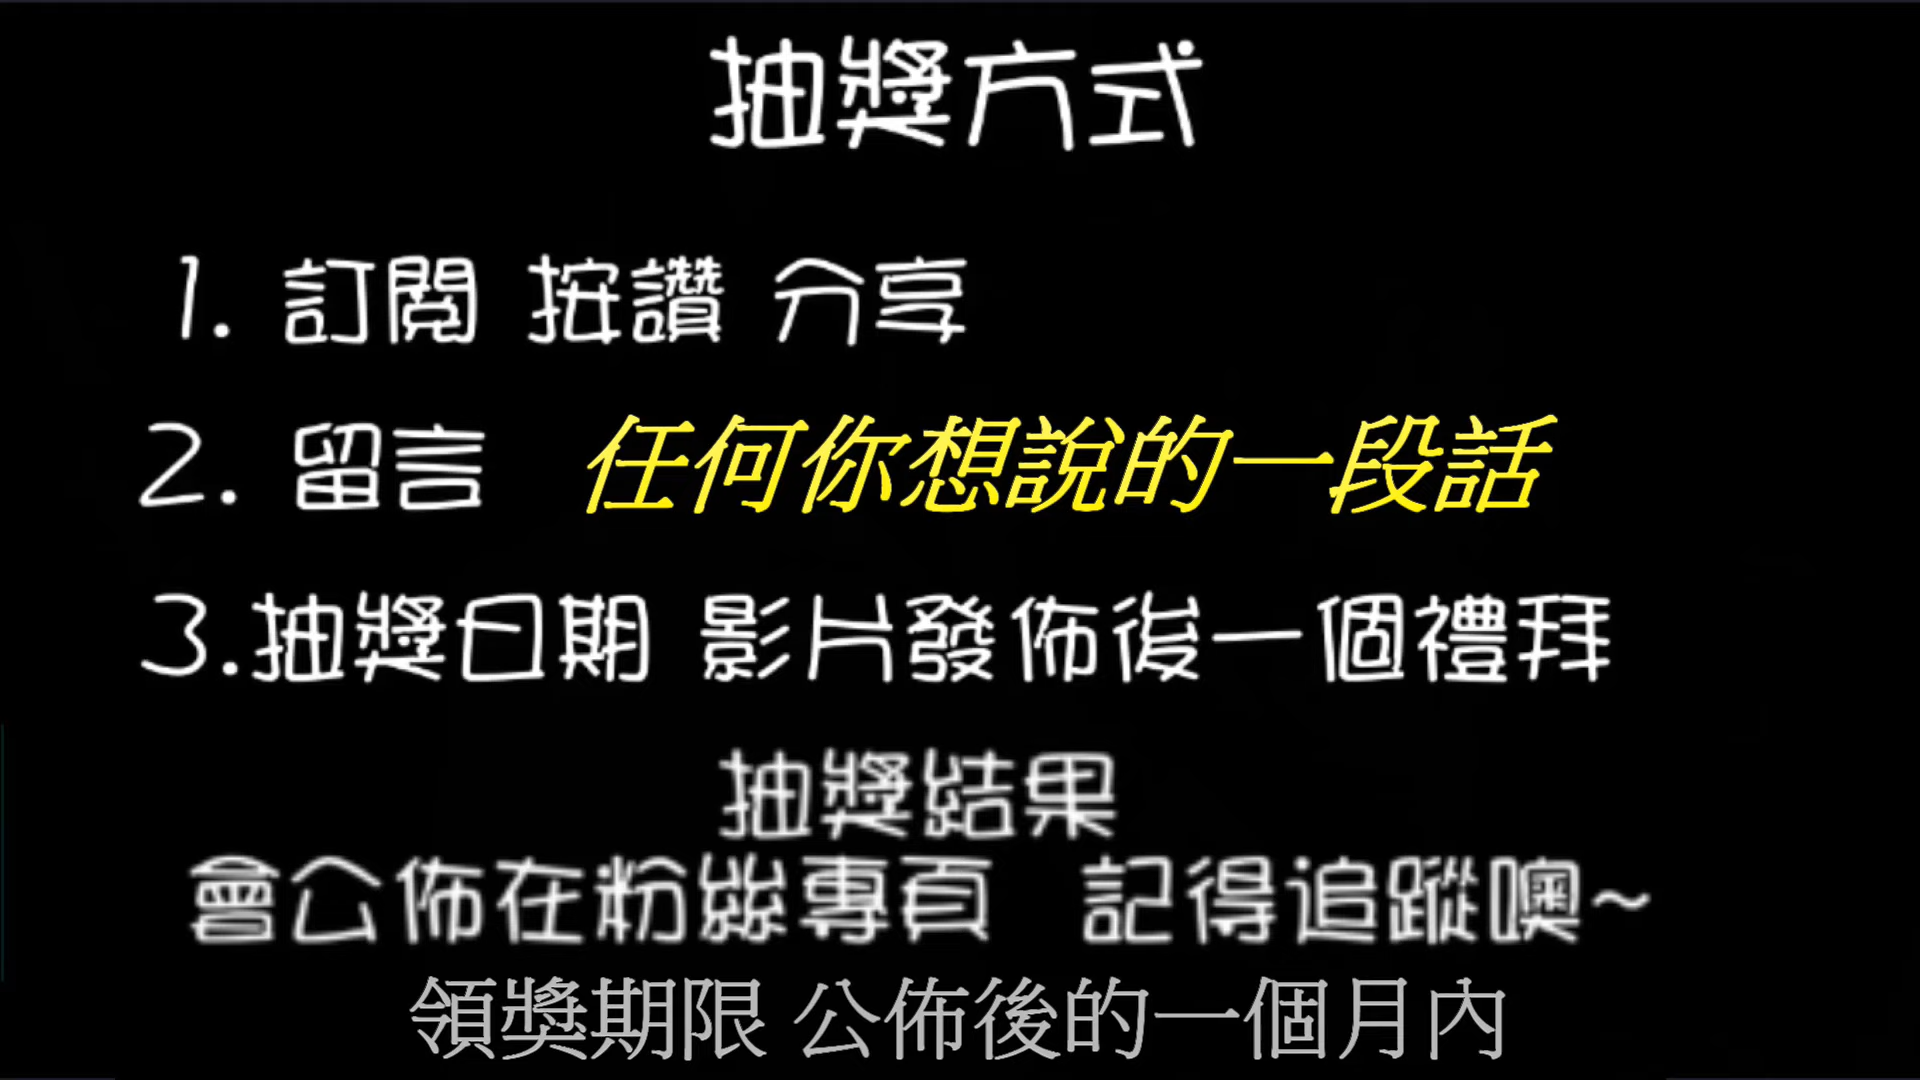 抽獎方式
1. 訂閱 按讚 分享
2. 留言 任何你想說的一段話
3.抽獎日期 影片發佈後一個禮拜
抽獎結果
會公佈在粉絲專頁 記得追蹤噢~
領獎期限 公佈後的一個月內